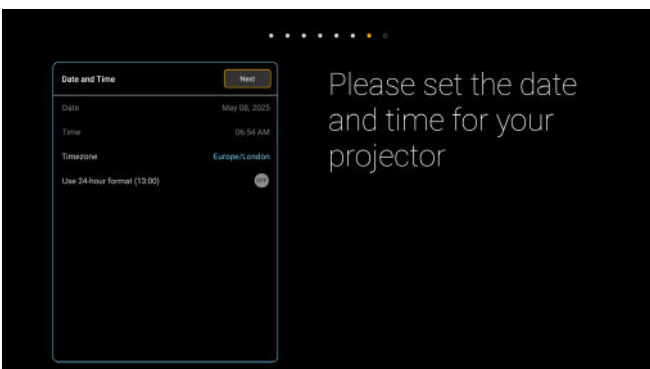 Date and Time
Next
Date
May 08, 2025
Time
06:54 AM
Timezone
Europe/London
Use 24-hour format (13:00)
OFF
Please set the date
and time for your
projector